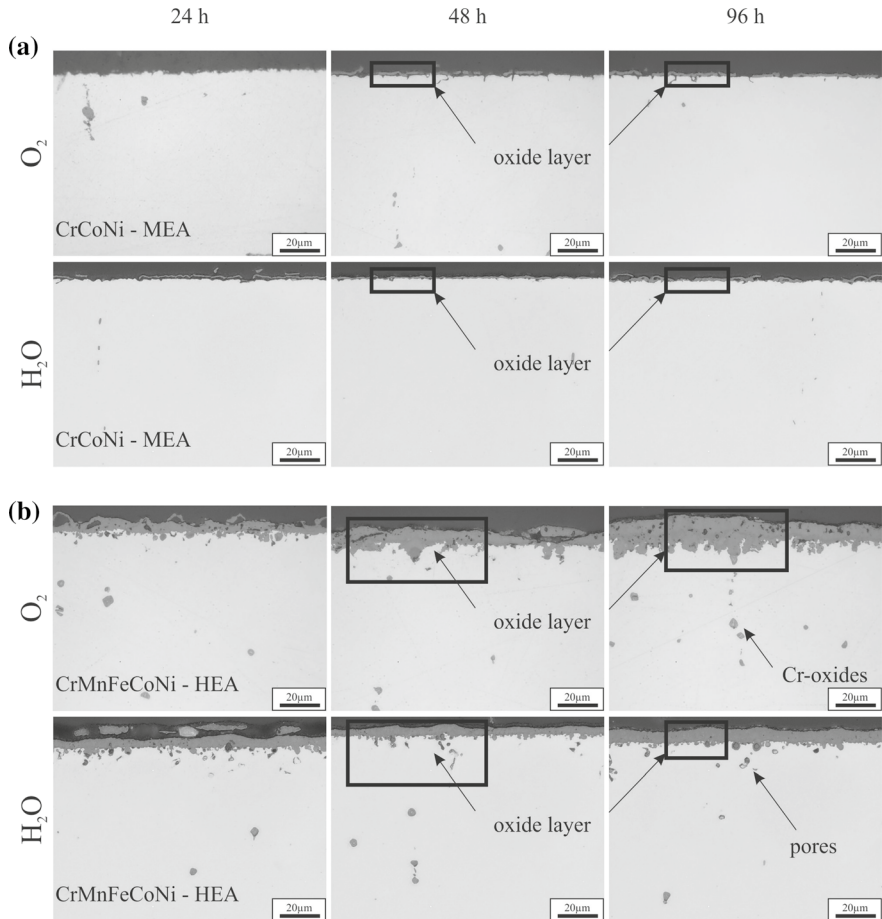 24 h 48 h 96 h
(a)
O2
oxide layer
CrCoNi - MEA
20µm 20µm 20µm
H2O
oxide layer
CrCoNi - MEA
20µm 20µm 20µm
(b)
O2
oxide layer
Cr-oxides
CrMnFeCoNi - HEA
20µm 20µm 20µm
H2O
oxide layer
pores
CrMnFeCoNi - HEA
20µm 20µm 20µm